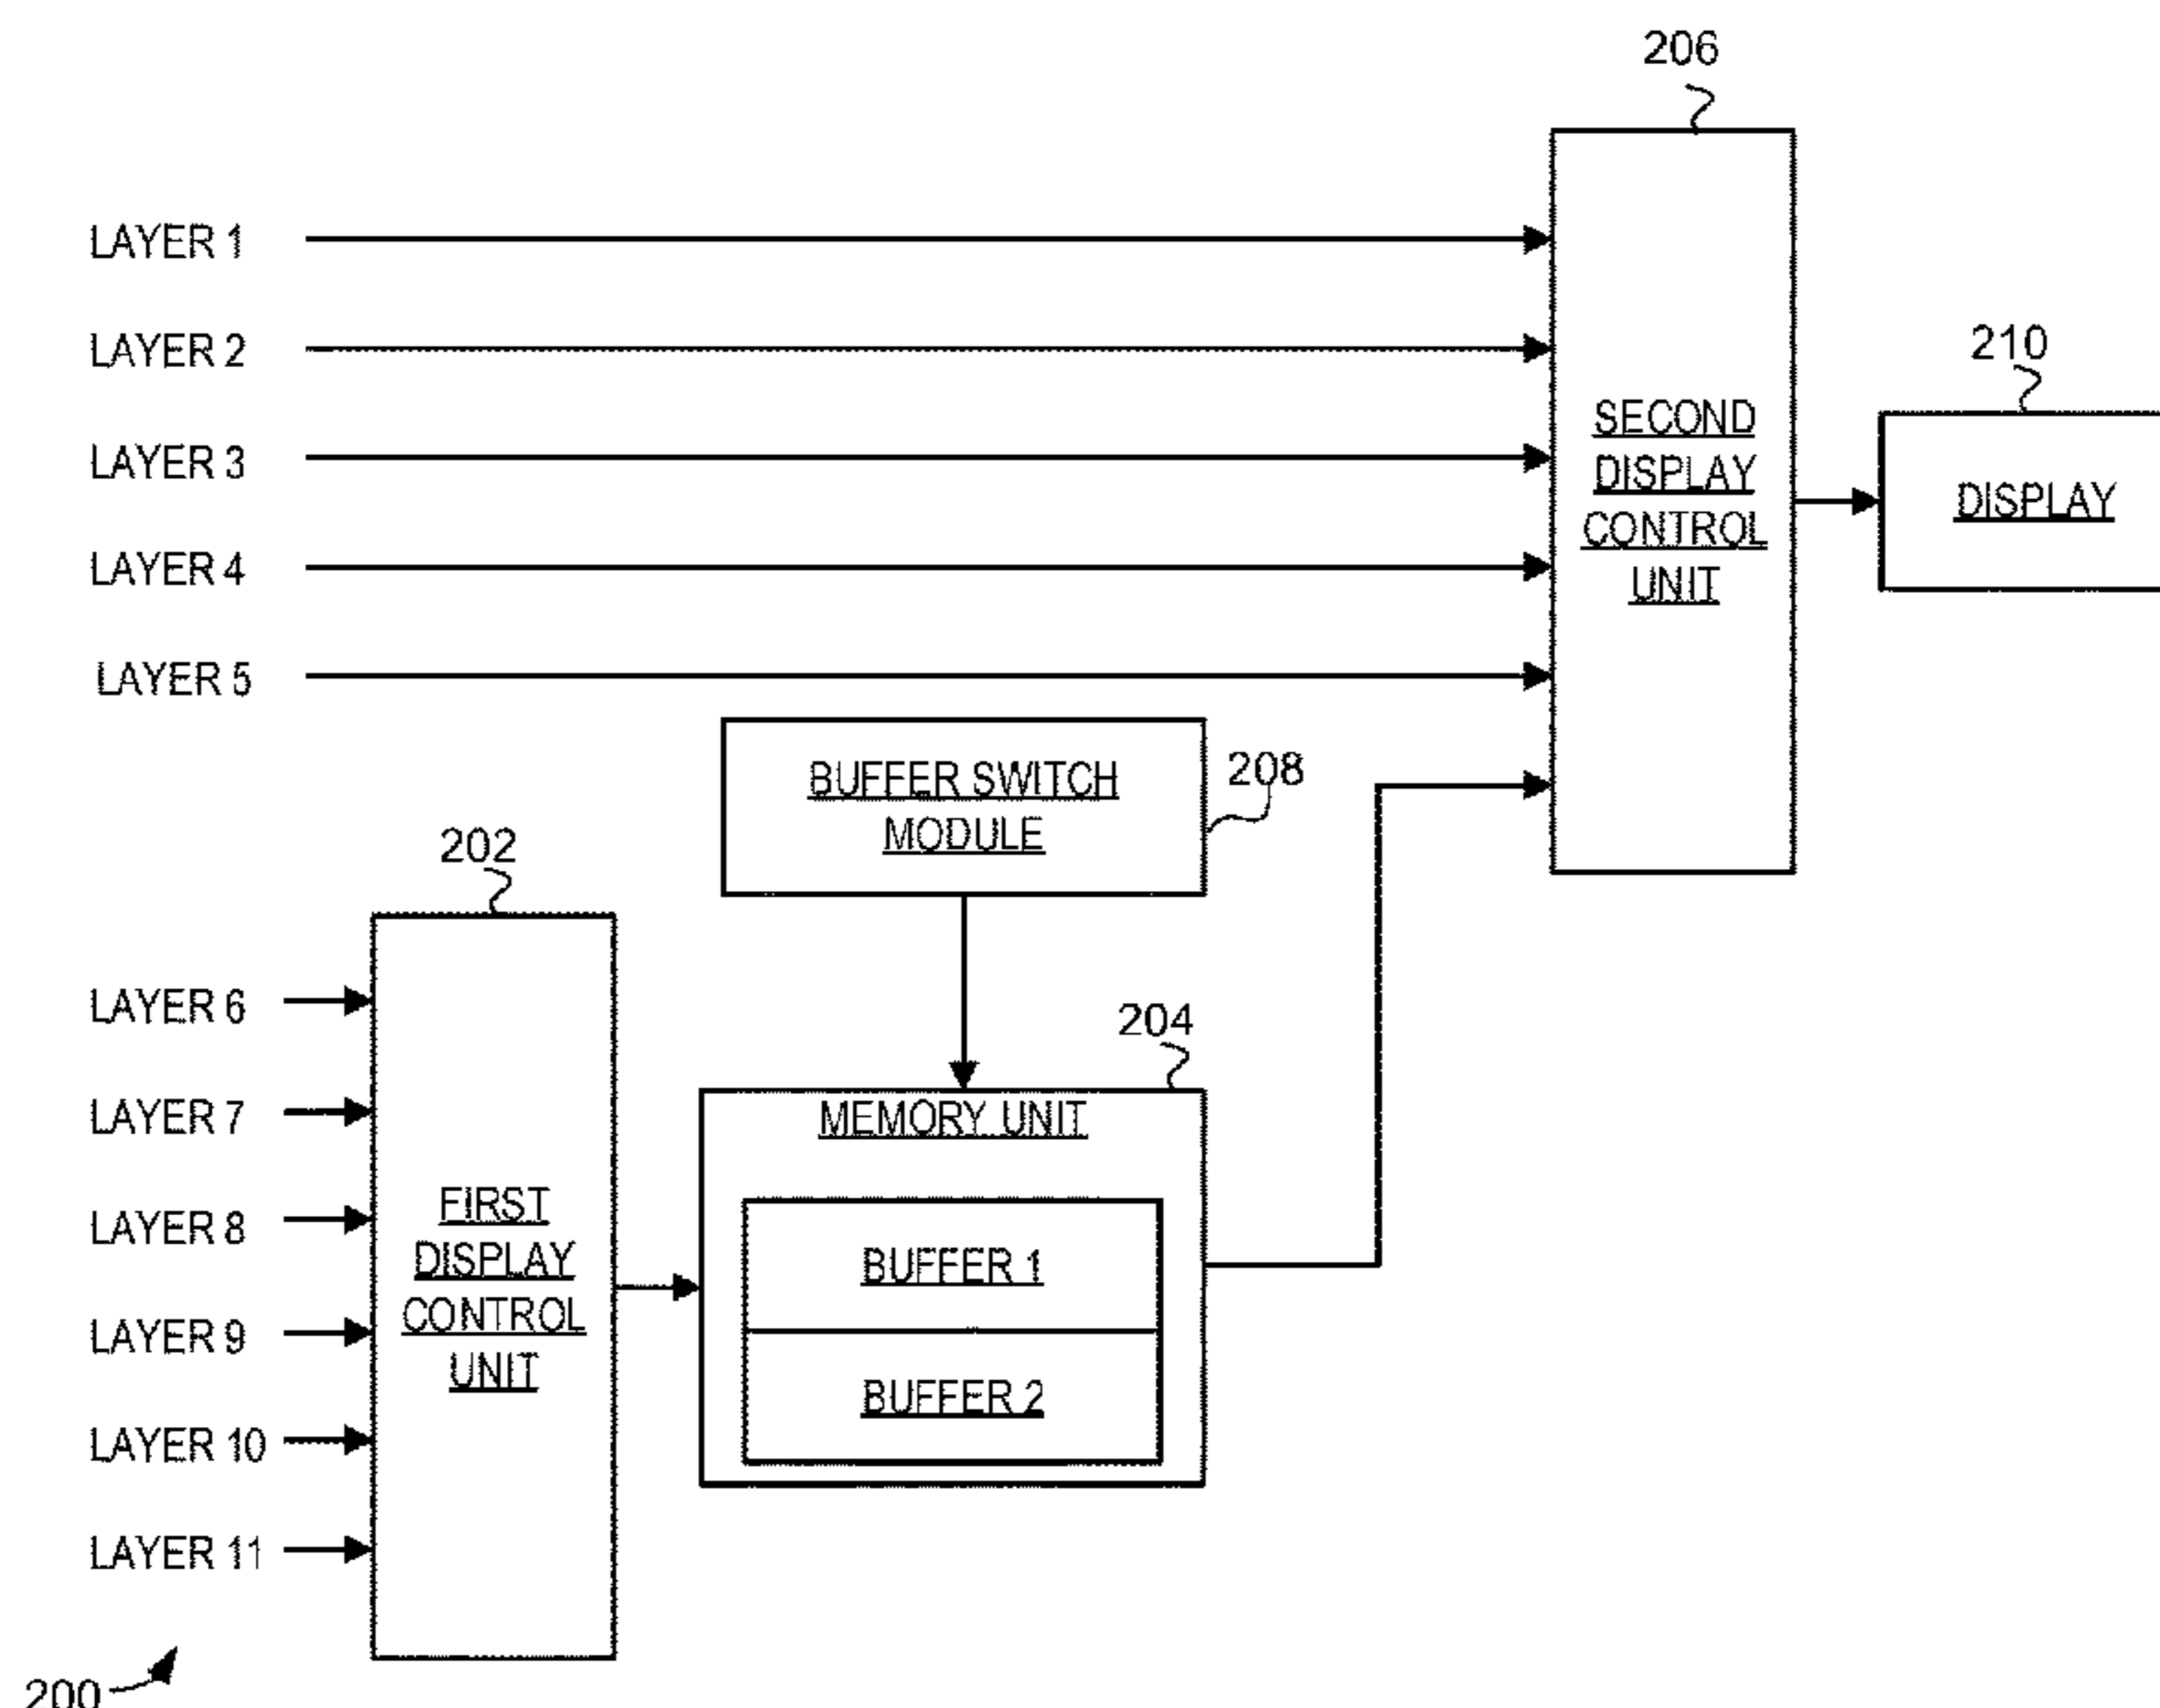 206
LAYER 1
LAYER 2
210
SECOND
DISPLAY
CONTROL
UNIT
LAYER 3
DISPLAY
LAYER 4
LAYER 5
BUFFER SWITCH
MODULE
208
202
LAYER 6
204
LAYER 7
MEMORY UNIT
FIRST
DISPLAY
CONTROL
UNIT
LAYER 8
BUFFER 1
LAYER 9
BUFFER 2
LAYER 10
LAYER 11
200